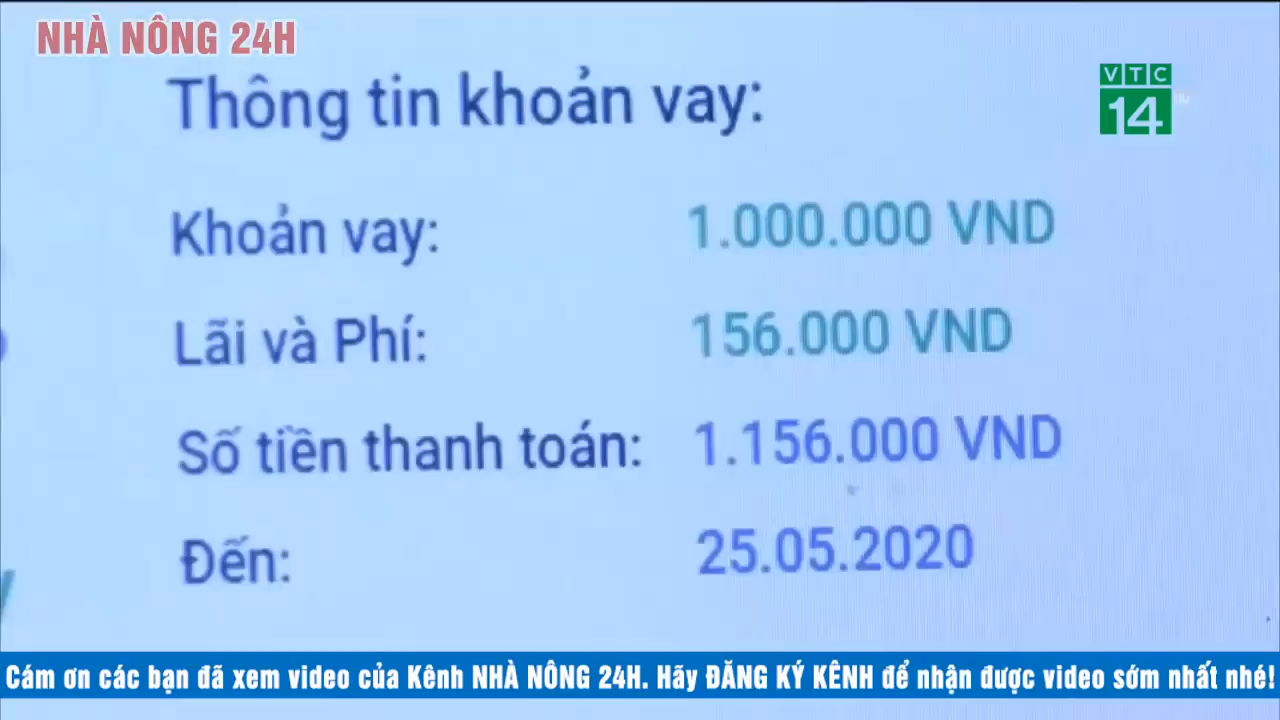 NHÀ NÔNG 24H
VTC
14
Thông tin khoản vay:
Khoản vay: 1.000.000 VND
Lãi và Phí: 156.000 VND
Số tiền thanh toán: 1.156.000 VND
Đến: 25.05.2020
Cám ơn các bạn đã xem video của Kênh NHÀ NÔNG 24H. Hãy ĐĂNG KÝ KÊNH để nhận được video sớm nhất nhé!